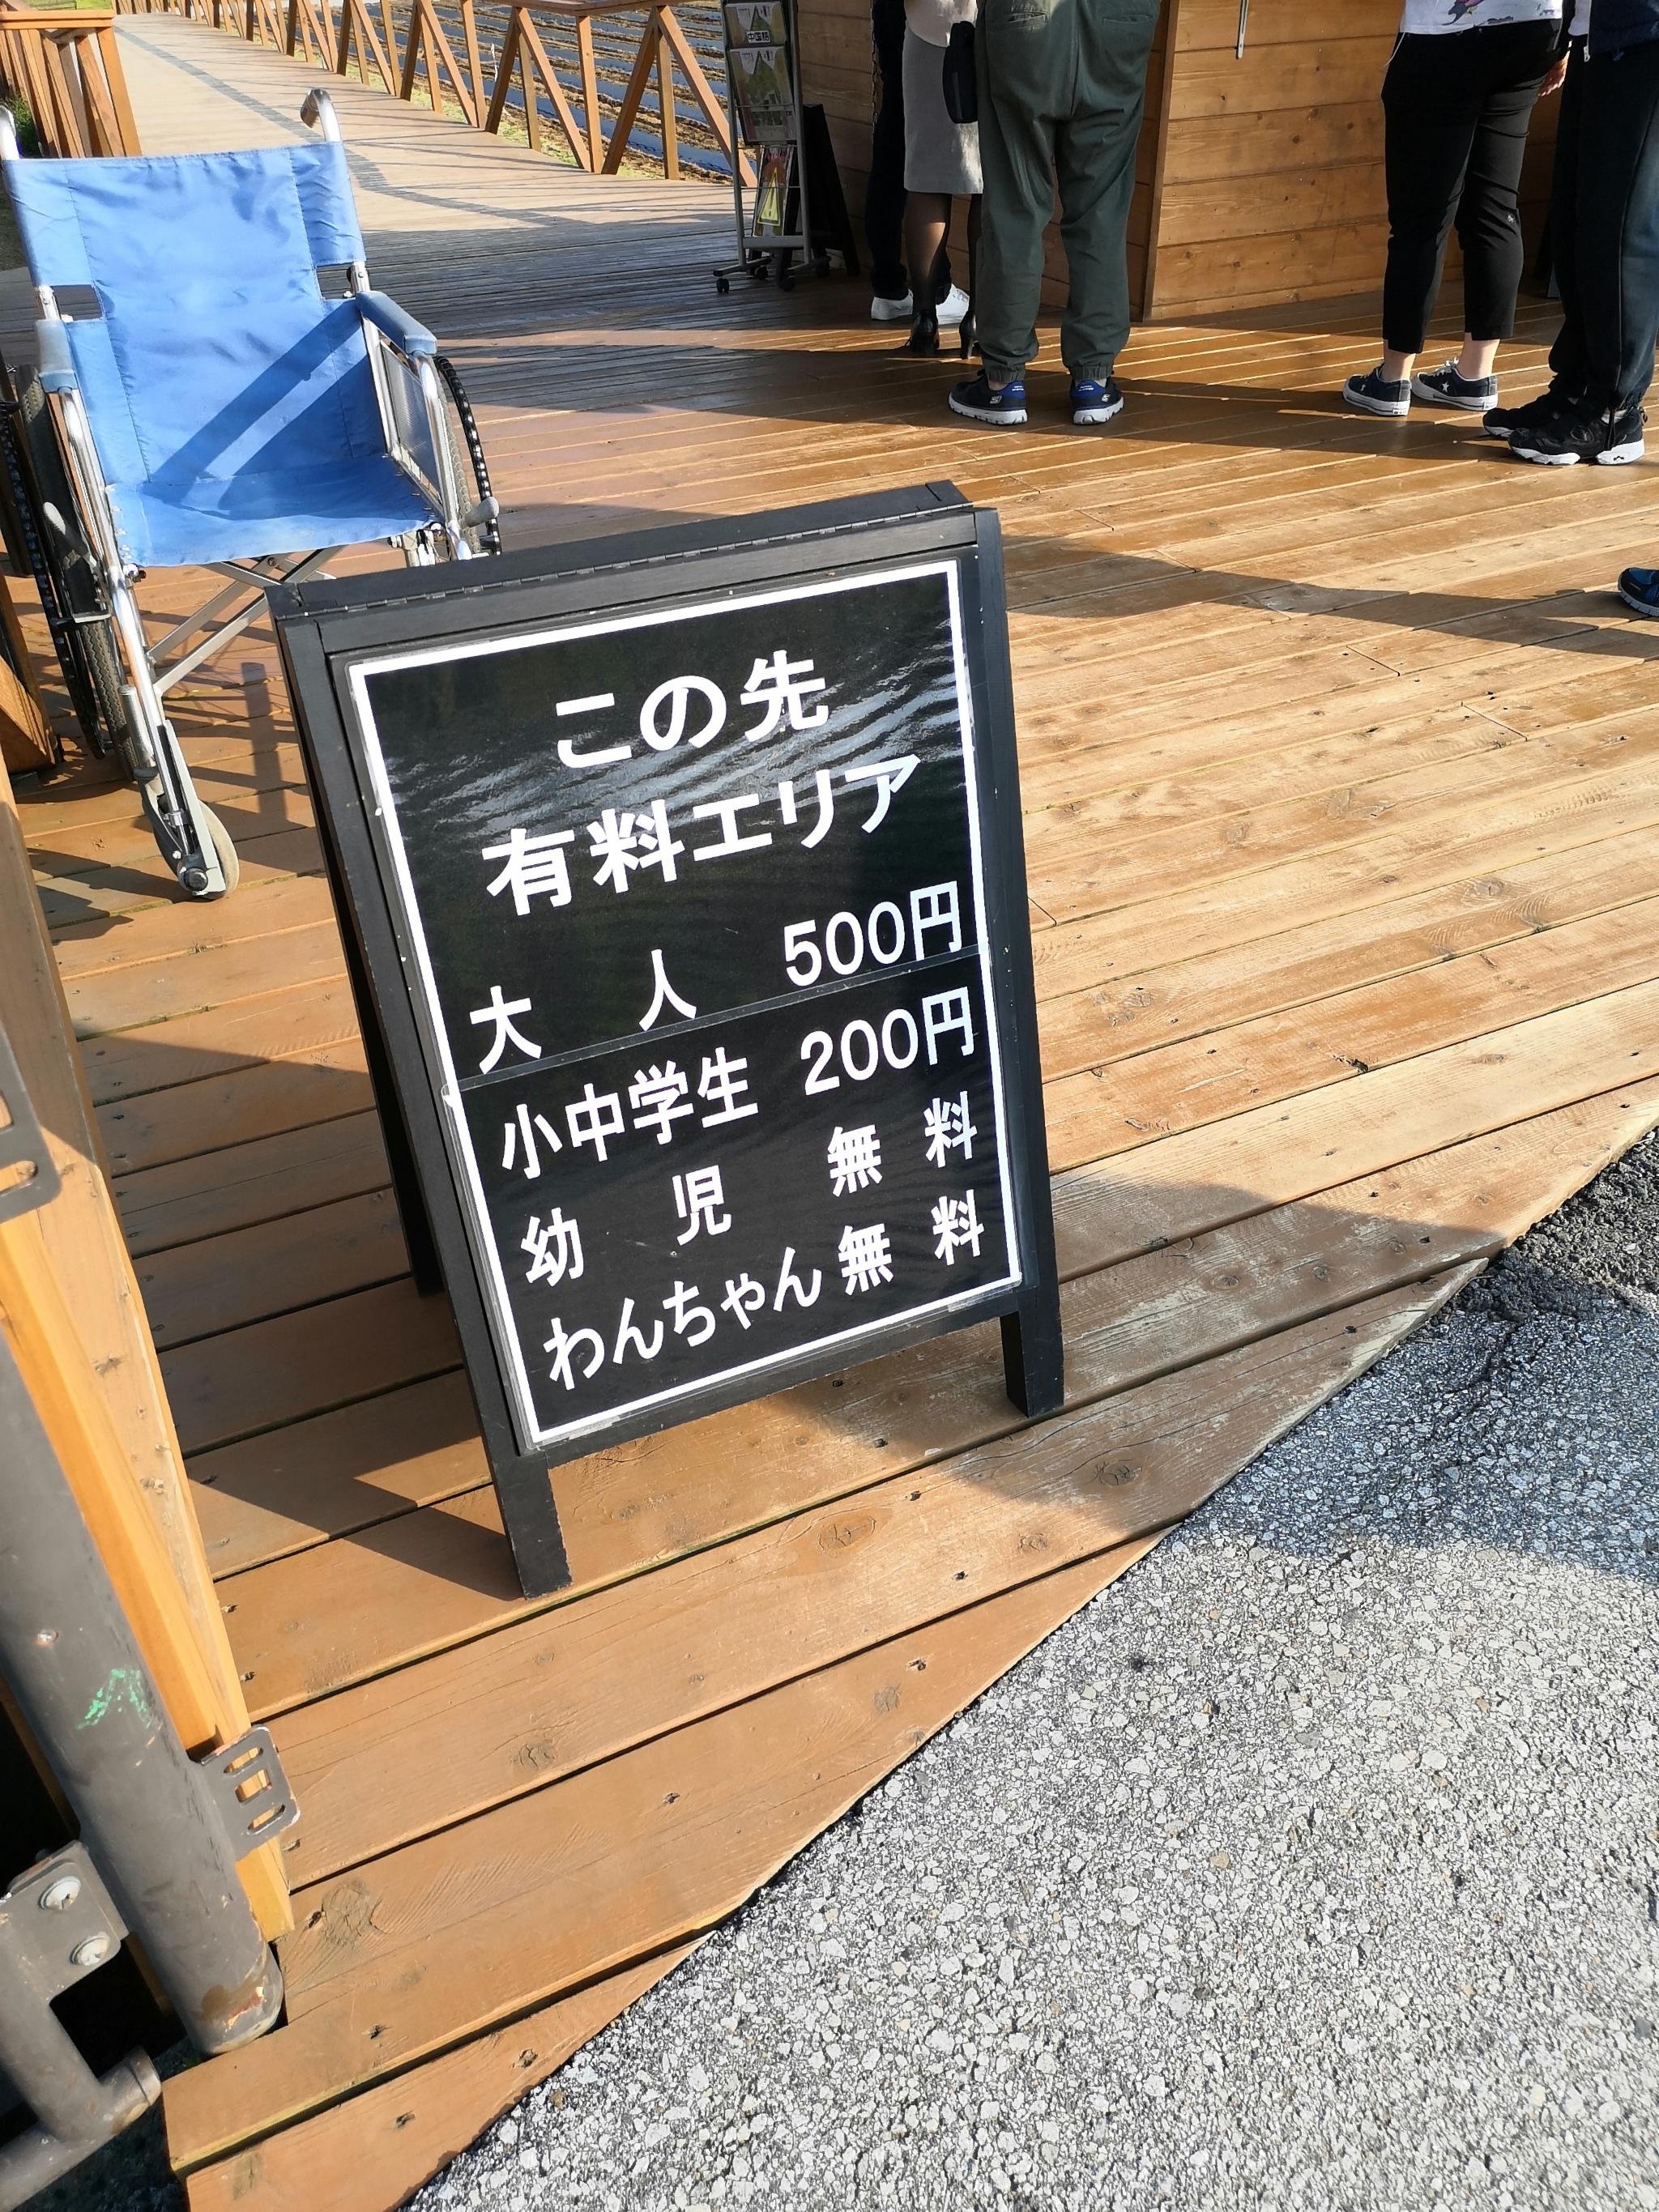 この先
有料エリア
大人 500円
小中学生 200円
幼児 無料
わんちゃん 無料